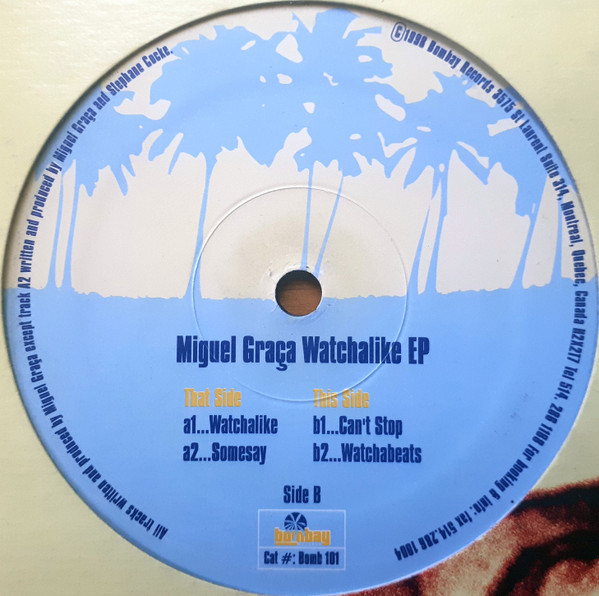 Miguel Graça Watchalike EP
That Side
a1...Watchalike
a2...Somesay
This Side
b1...Can't Stop
b2...Watchabeats
Side B
bombay
Cat #: Bomb 101
All tracks written and produced by Miguel Graça except track A2 written and produced by Miguel Graça and Stephane Cocke.
©1998 Bombay Records 3575 St Laurent Suite 314, Montreal, Quebec, Canada H2X2T7 Tel 514. 288 for booking & info: fax 514.288 1004